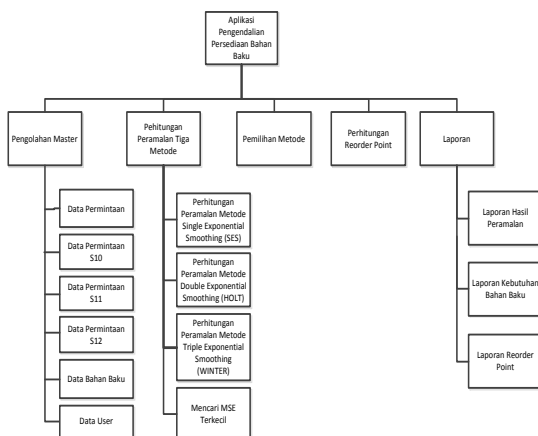 Aplikasi
Pengendalian
Persediaan Bahan
Baku
Pengolahan Master
Pehitungan
Peramalan Tiga
Metode
Pemilihan Metode
Perhitungan
Reorder Point
Laporan
Data Permintaan
Data Permintaan
S10
Data Permintaan
S11
Data Permintaan
S12
Data Bahan Baku
Data User
Perhitungan
Peramalan Metode
Single Exponential
Smoothing (SES)
Perhitungan
Peramalan Metode
Double Exponential
Smoothing (HOLT)
Perhitungan
Peramalan Metode
Triple Exponential
Smoothing
(WINTER)
Mencari MSE
Terkecil
Laporan Hasil
Peramalan
Laporan Kebutuhan
Bahan Baku
Laporan Reorder
Point